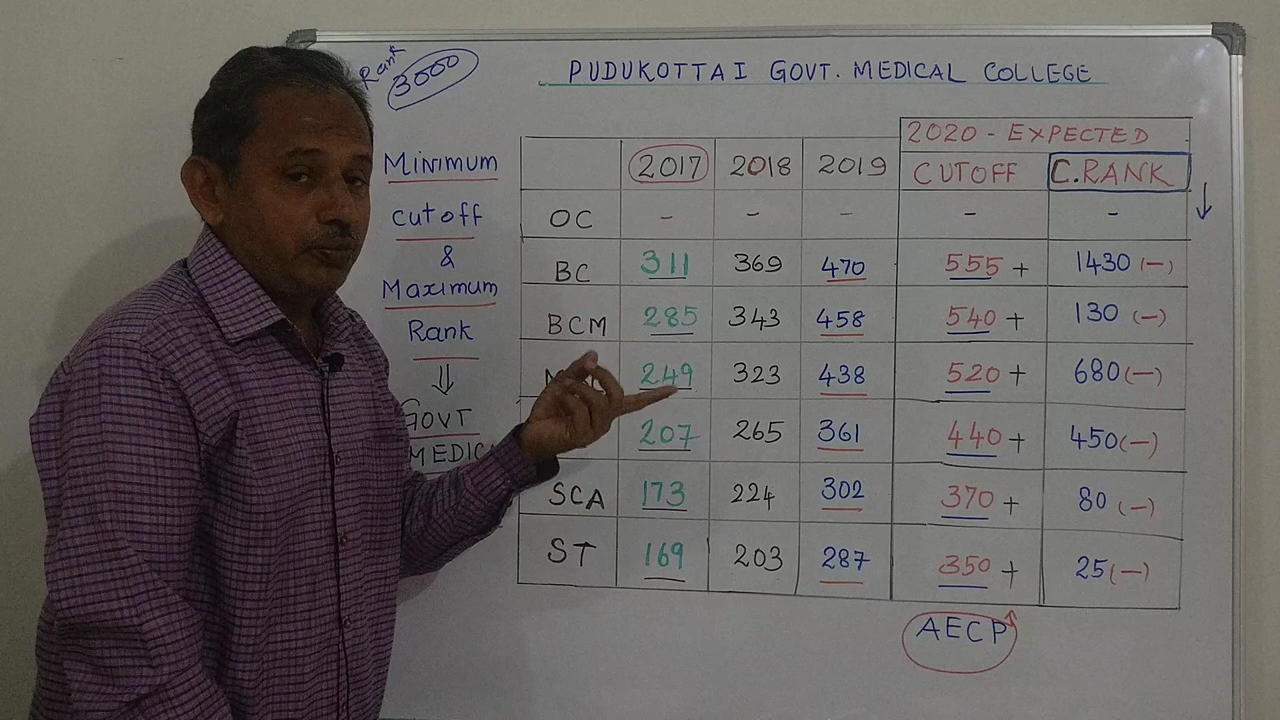 Rank
3000
PUDUKOTTAI GOVT. MEDICAL COLLEGE
MINIMUM
cutoff
&
MAXIMUM
Rank
⇓
GOVT
MEDIC
2020 - EXPECTED
2017 2018 2019 CUTOFF C.RANK ↓
OC - - - - -
BC 311 369 470 555 + 1430 (-)
BCM 285 343 458 540 + 130 (-)
249 323 438 520 + 680 (-)
207 265 361 440 + 450 (-)
SCA 173 224 302 370 + 80 (-)
ST 169 203 287 350 + 25 (-)
AECP ↑